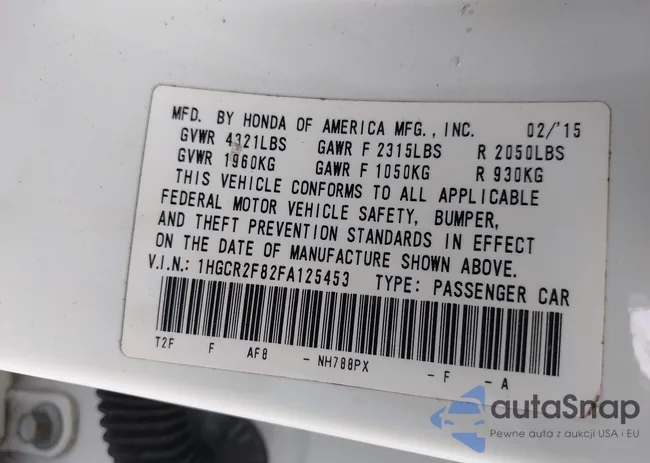 MFD. BY HONDA OF AMERICA MFG., INC. 02/'15
GVWR 4321LBS GAWR F 2315LBS R 2050LBS
GVWR 1960KG GAWR F 1050KG R 930KG
THIS VEHICLE CONFORMS TO ALL APPLICABLE
FEDERAL MOTOR VEHICLE SAFETY, BUMPER,
AND THEFT PREVENTION STANDARDS IN EFFECT
ON THE DATE OF MANUFACTURE SHOWN ABOVE.
V.I.N.: 1HGCR2F82FA125453 TYPE: PASSENGER CAR
T2F F AF8 - NH788PX - F - A
autaSnap
Pewne auta z aukcji USA i EU